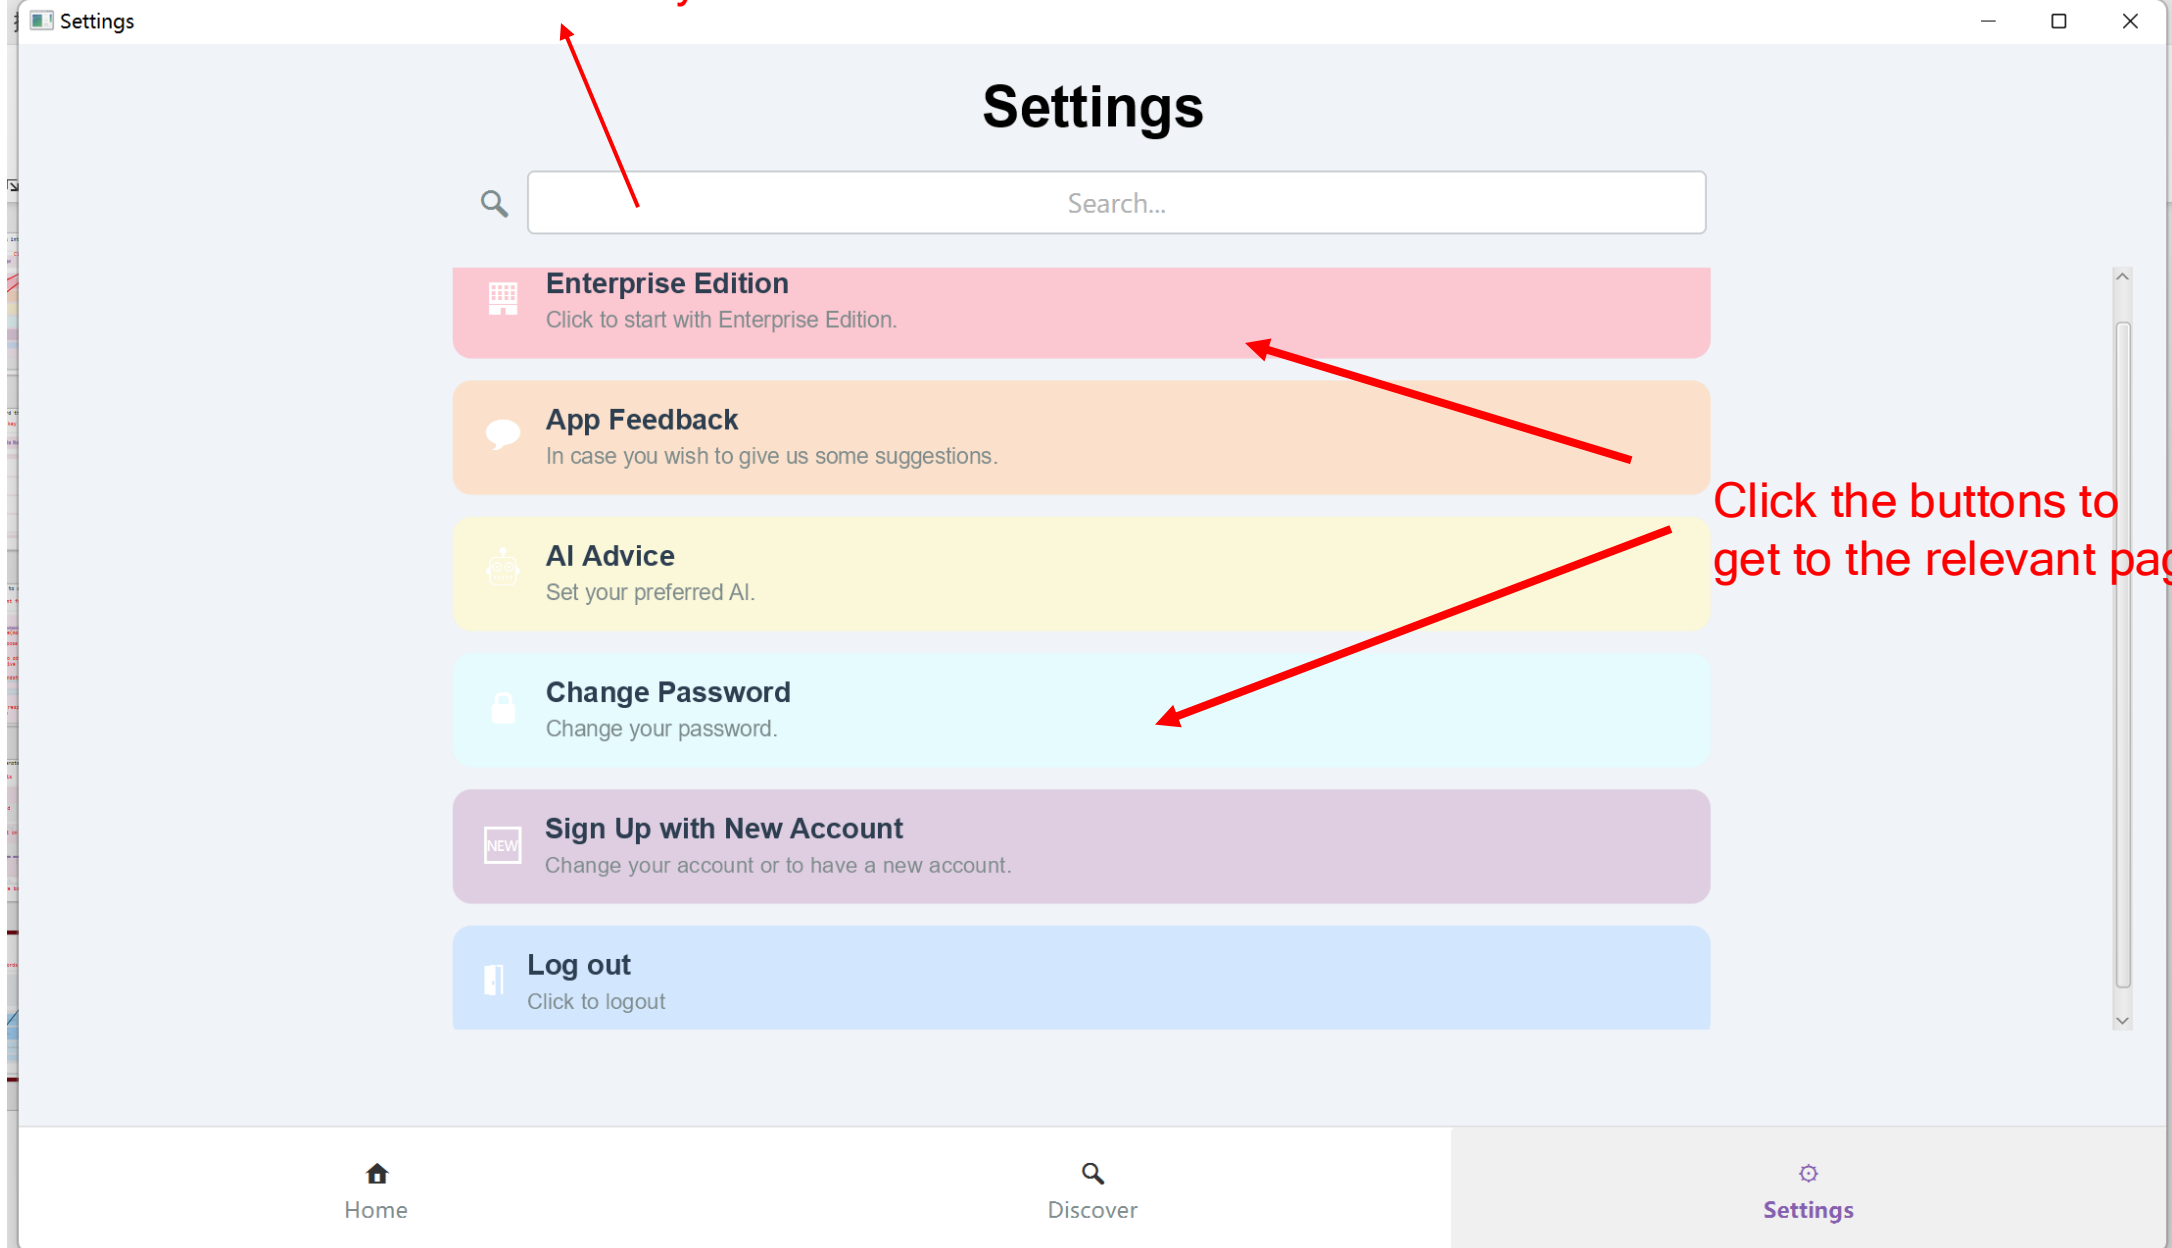 Settings
Settings
Search...
Enterprise Edition
Click to start with Enterprise Edition.
App Feedback
In case you wish to give us some suggestions.
Click the buttons to
get to the relevant
AI Advice
Set your preferred AI.
Change Password
Change your password.
NEW
Sign Up with New Account
Change your account or to have a new account.
Log out
Click to logout
Home
Discover
Settings